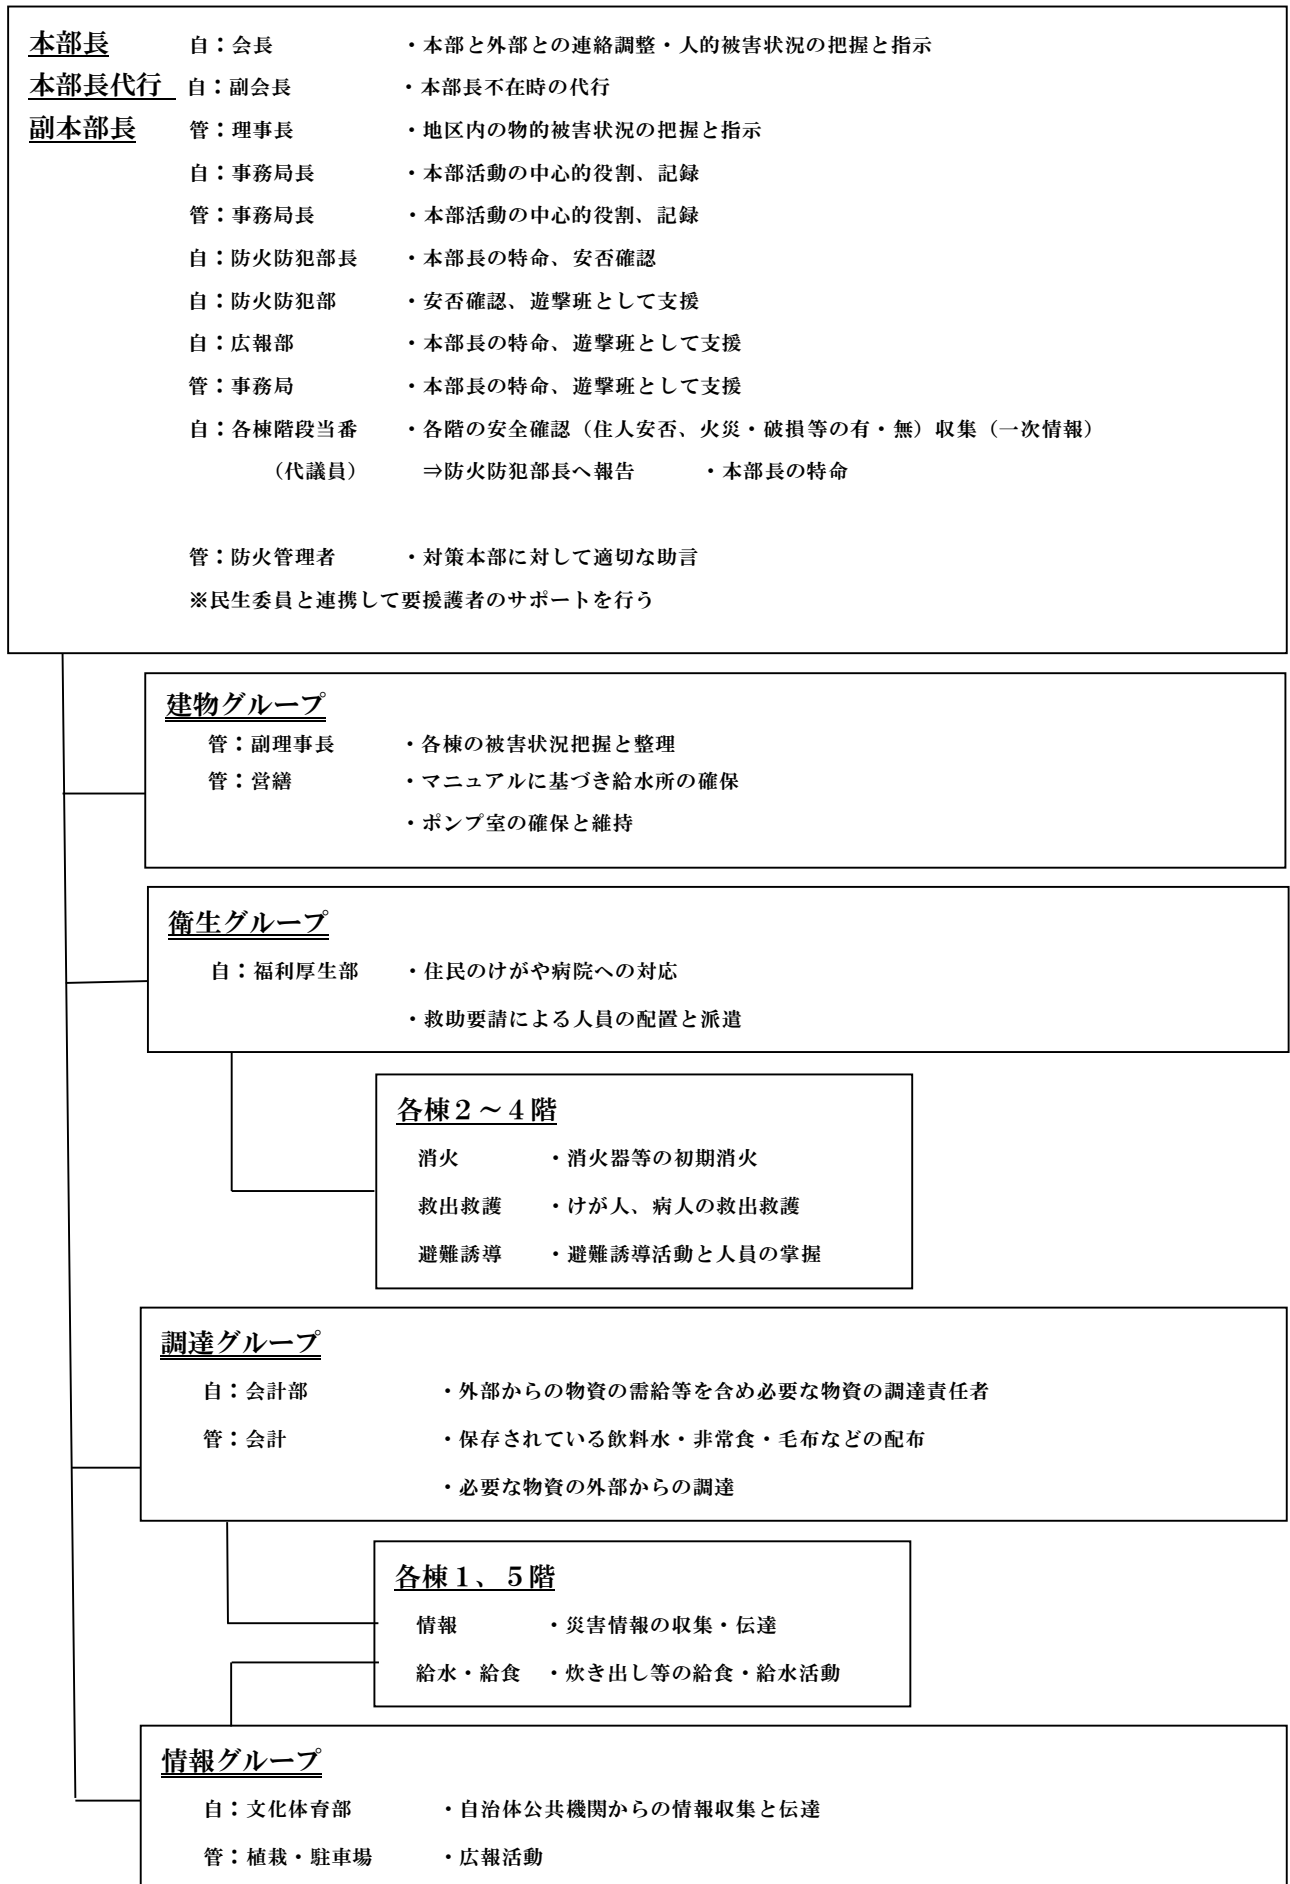 本部長 自：会長 ・本部と外部との連絡調整・人的被害状況の把握と指示
本部長代行 自：副会長 ・本部長不在時の代行
副本部長 管：理事長 ・地区内の物的被害状況の把握と指示
自：事務局長 ・本部活動の中心的役割、記録
管：事務局長 ・本部活動の中心的役割、記録
自：防火防犯部長 ・本部長の特命、安否確認
自：防火防犯部 ・安否確認、遊撃班として支援
自：広報部 ・本部長の特命、遊撃班として支援
管：事務局 ・本部長の特命、遊撃班として支援
自：各棟階段当番 ・各階の安全確認（住人安否、火災・破損等の有・無）収集（一次情報）
（代議員） ⇒防火防犯部長へ報告 ・本部長の特命
管：防火管理者 ・対策本部に対して適切な助言
※民生委員と連携して要援護者のサポートを行う
建物グループ
管：副理事長 ・各棟の被害状況把握と整理
管：営繕 ・マニュアルに基づき給水所の確保
・ポンプ室の確保と維持
衛生グループ
自：福利厚生部 ・住民のけがや病院への対応
・救助要請による人員の配置と派遣
各棟２～４階
消火 ・消火器等の初期消火
救出救護 ・けが人、病人の救出救護
避難誘導 ・避難誘導活動と人員の掌握
調達グループ
自：会計部 ・外部からの物資の需給等を含め必要な物資の調達責任者
管：会計 ・保存されている飲料水・非常食・毛布などの配布
・必要な物資の外部からの調達
各棟１、５階
情報 ・災害情報の収集・伝達
給水・給食 ・炊き出し等の給食・給水活動
情報グループ
自：文化体育部 ・自治体公共機関からの情報収集と伝達
管：植栽・駐車場 ・広報活動